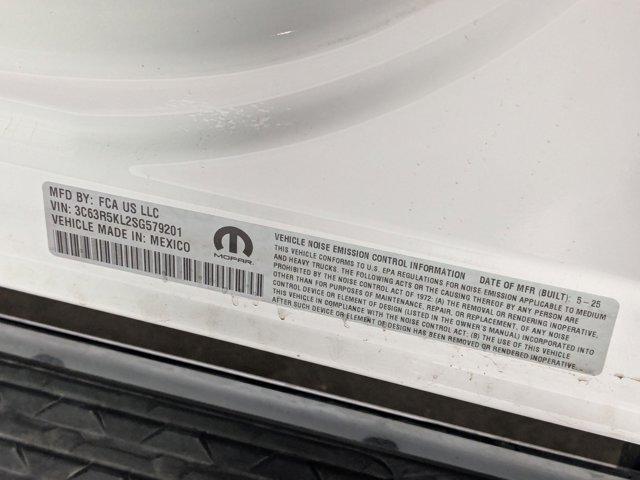 MFD BY: FCA US LLC
VIN: 3C63R5KL2SG579201
VEHICLE MADE IN: MEXICO
MOPAR
VEHICLE NOISE EMISSION CONTROL INFORMATION DATE OF MFR (BUILT): 5-25
THIS VEHICLE CONFORMS TO U.S. EPA REGULATIONS FOR NOISE EMISSION APPLICABLE TO MEDIUM
AND HEAVY TRUCKS. THE FOLLOWING ACTS OR THE CAUSING THEREOF BY ANY PERSON ARE
PROHIBITED BY THE NOISE CONTROL ACT OF 1972: (A) THE REMOVAL OR RENDERING INOPERATIVE,
OTHER THAN FOR PURPOSES OF MAINTENANCE, REPAIR, OR REPLACEMENT, OF ANY NOISE
CONTROL DEVICE OR ELEMENT OF DESIGN (LISTED IN THE OWNER'S MANUAL) INCORPORATED INTO
THIS VEHICLE IN COMPLIANCE WITH THE NOISE CONTROL ACT: (B) THE USE OF THIS VEHICLE
AFTER SUCH DEVICE OR ELEMENT OF DESIGN HAS BEEN REMOVED OR RENDERED INOPERATIVE.